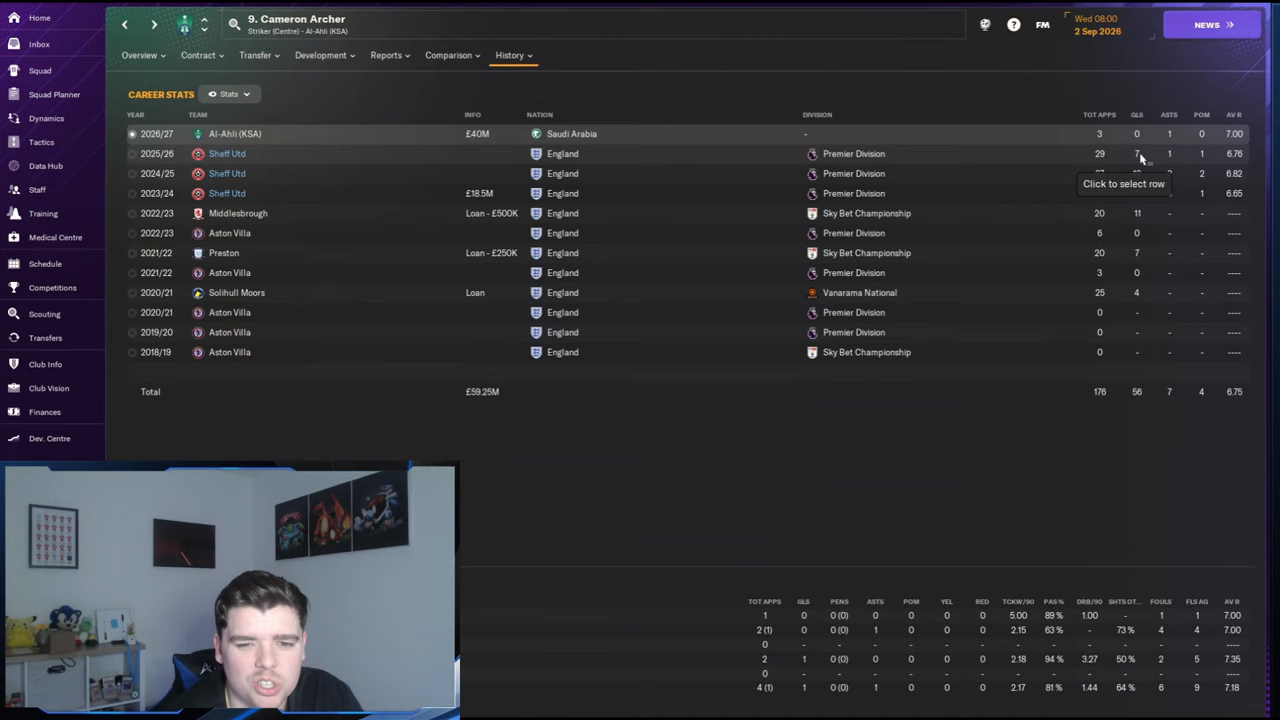 Home
Inbox
Squad
Squad Planner
Dynamics
Tactics
Data Hub
Staff
Training
Medical Centre
Schedule
Competitions
Scouting
Transfers
Club Info
Club Vision
Finances
Dev. Centre
9. Cameron Archer
Striker (Centre) - Al-Ahli (KSA)
? FM
Wed 08:00
2 Sep 2026
NEWS
Overview Contract Transfer Development Reports Comparison History
CAREER STATS Stats
YEAR TEAM INFO NATION DIVISION TOT APPS GLS ASTS POM AV R
2026/27 Al-Ahli (KSA) £40M Saudi Arabia - 3 0 1 0 7.00
2025/26 Sheff Utd England Premier Division 29 7 1 1 6.76
2024/25 Sheff Utd England Premier Division 2 6.82
Click to select row
2023/24 Sheff Utd £18.5M England Premier Division 1 6.65
2022/23 Middlesbrough Loan - £500K England Sky Bet Championship 20 11 - - ----
2022/23 Aston Villa England Premier Division 6 0 - - ----
2021/22 Preston Loan - £250K England Sky Bet Championship 20 7 - - ----
2021/22 Aston Villa England Premier Division 3 0 - - ----
2020/21 Solihull Moors Loan England Vanarama National 25 4 - - ----
2020/21 Aston Villa England Premier Division 0 - - - ----
2019/20 Aston Villa England Premier Division 0 - - - ----
2018/19 Aston Villa England Sky Bet Championship 0 - - - ----
Total £59.25M 176 56 7 4 6.75
TOT APPS GLS PENS ASTS POM YEL RED TCKW/90 PAS % DRB/90 SHTS OT... FOULS FLS AG AV R
1 0 0 (0) 0 0 0 0 5.00 89 % 1.00 - 1 1 7.00
2 (1) 0 0 (0) 1 0 0 0 2.15 63 % - 73 % 4 4 7.00
0 - - - - - - - - - - - - -
2 1 0 (0) 0 0 0 0 2.18 94 % 3.27 50 % 2 5 7.35
0 - - - - - - - - - - - - -
4 (1) 1 0 (0) 1 0 0 0 2.17 81 % 1.44 64 % 6 9 7.18